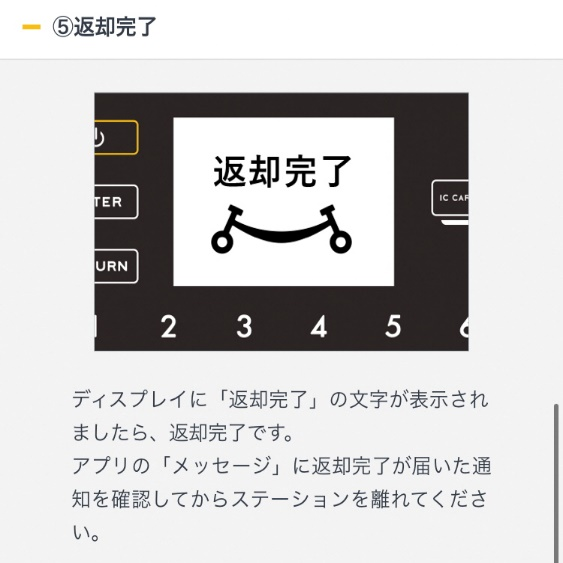 ⑤返却完了
返却完了
TER
IC CAR
URN
2 3 4 5
ディスプレイに「返却完了」の文字が表示され
ましたら、返却完了です。
アプリの「メッセージ」に返却完了が届いた通
知を確認してからステーションを離れてくださ
い。